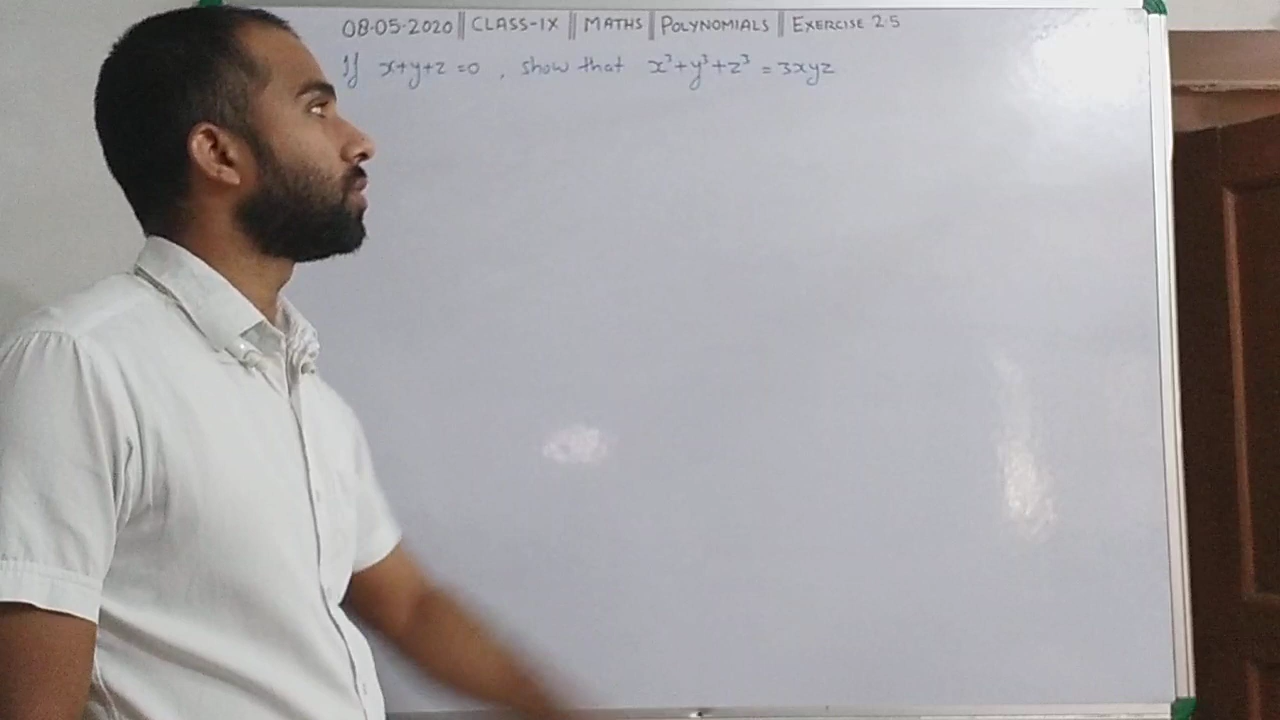 08.05.2020 || CLASS-IX || MATHS || POLYNOMIALS || EXERCISE 2.5
If x+y+z=0, show that x³+y³+z³ = 3xyz